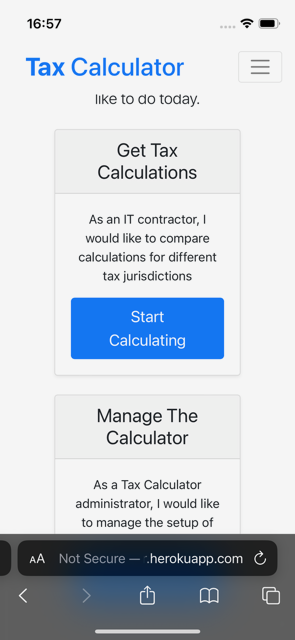 16:57
Tax Calculator
like to do today.
Get Tax
Calculations
As an IT contractor, I
would like to compare
calculations for different
tax jurisdictions
Start
Calculating
Manage The
Calculator
As a Tax Calculator
administrator, I would like
to manage the setup of
AA Not Secure — .herokuapp.com